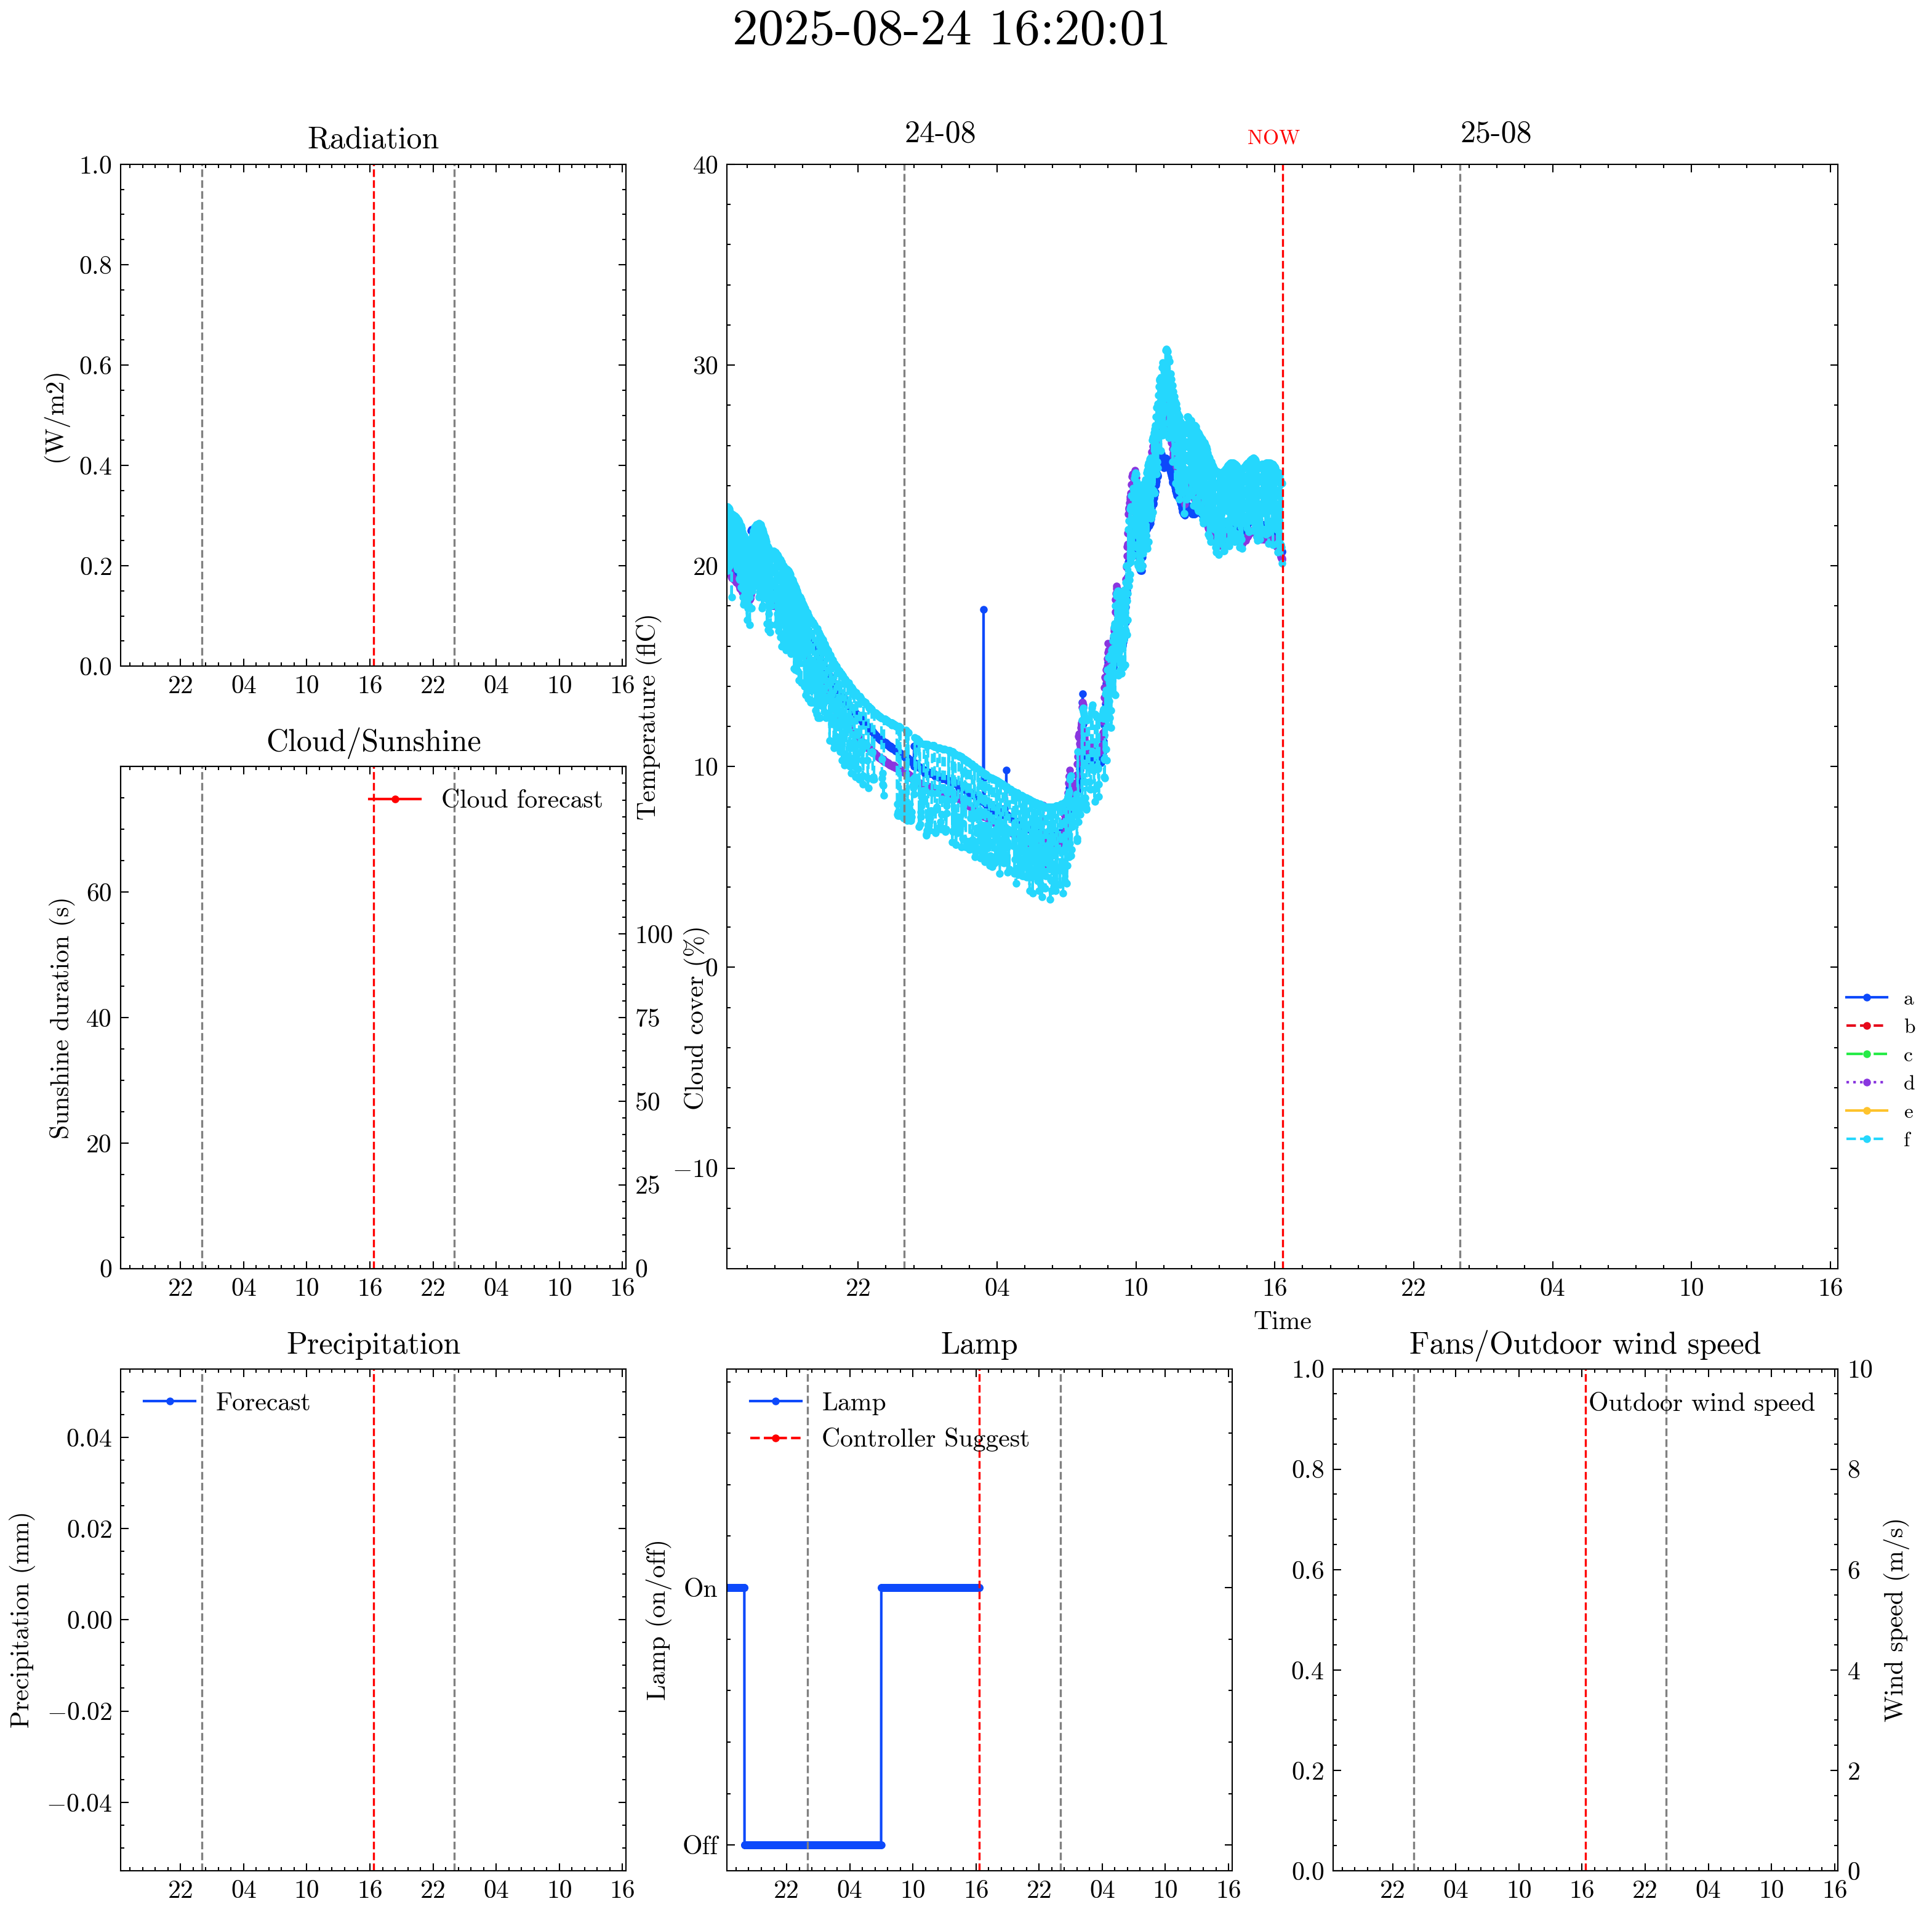 2025-08-24 16:20:01
Radiation
1.0
0.8
0.6
0.4
0.2
0.0
(W/m2)
22 04 10 16 22 04 10 16
24-08
NOW
25-08
40
30
20
10
0
−10
Temperature (flC)
22 04 10 16 22 04 10 16
Time
a
b
c
d
e
f
Cloud/Sunshine
Cloud forecast
60
40
20
0
Sunshine duration (s)
100
75
50
25
0
Cloud cover (%)
22 04 10 16 22 04 10 16
Precipitation
Forecast
0.04
0.02
0.00
−0.02
−0.04
Precipitation (mm)
22 04 10 16 22 04 10 16
Lamp
Lamp
Controller Suggest
On
Off
Lamp (on/off)
22 04 10 16 22 04 10 16
Fans/Outdoor wind speed
Outdoor wind speed
1.0
0.8
0.6
0.4
0.2
0.0
10
8
6
4
2
0
Wind speed (m/s)
22 04 10 16 22 04 10 16